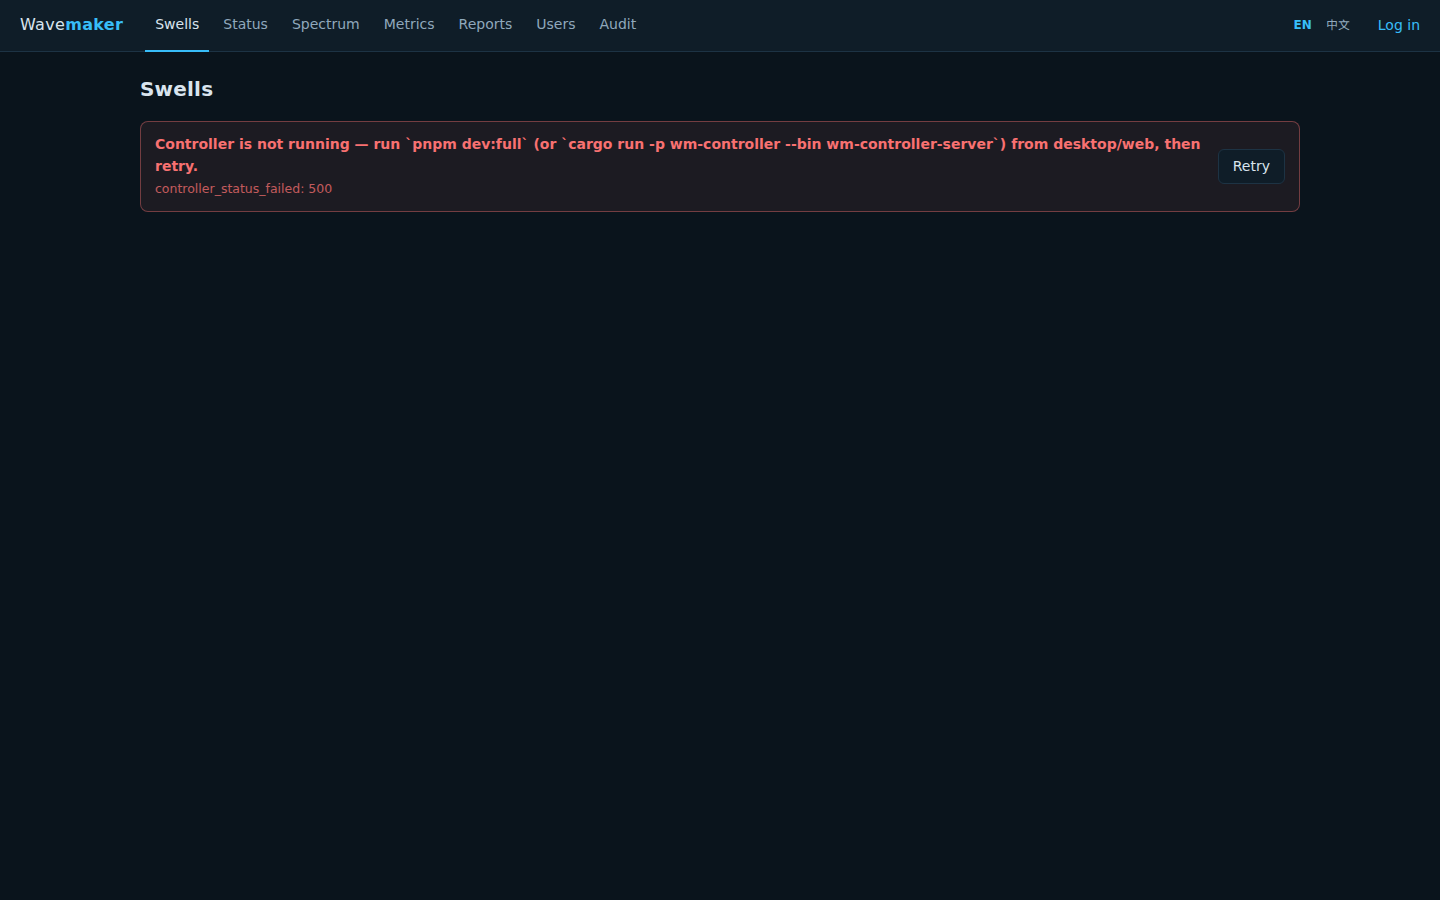 Wavemaker Swells Status Spectrum Metrics Reports Users Audit EN 中文 Log in
Swells
Controller is not running — run `pnpm dev:full` (or `cargo run -p wm-controller --bin wm-controller-server`) from desktop/web, then
retry.
controller_status_failed: 500
Retry